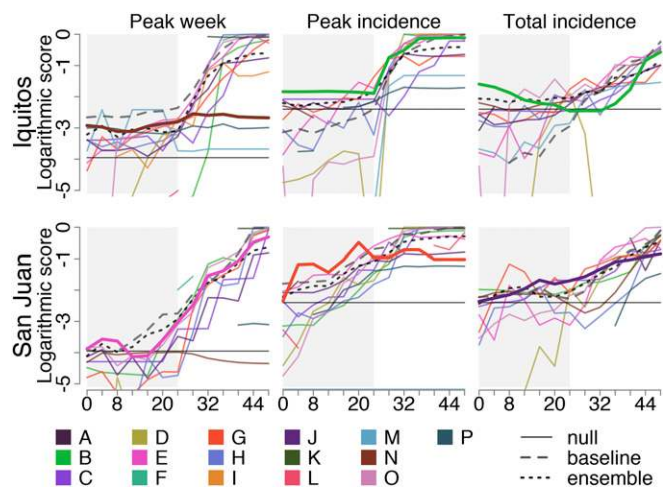 Peak week Peak incidence Total incidence
Iquitos
Logarithmic score
0
-1
-3
-5
San Juan
Logarithmic score
0
-1
-3
-5
0 8 20 32 44 0 8 20 32 44 0 8 20 32 44
A D G J M P null
B E H K N baseline
C F I L O ensemble